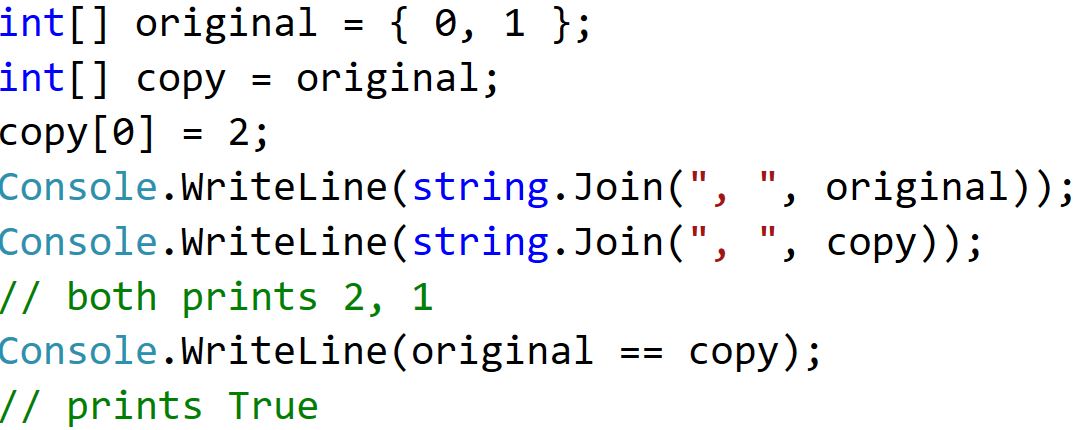 int[] original = { 0, 1 };
int[] copy = original;
copy[0] = 2;
Console.WriteLine(string.Join(", ", original));
Console.WriteLine(string.Join(", ", copy));
// both prints 2, 1
Console.WriteLine(original == copy);
// prints True